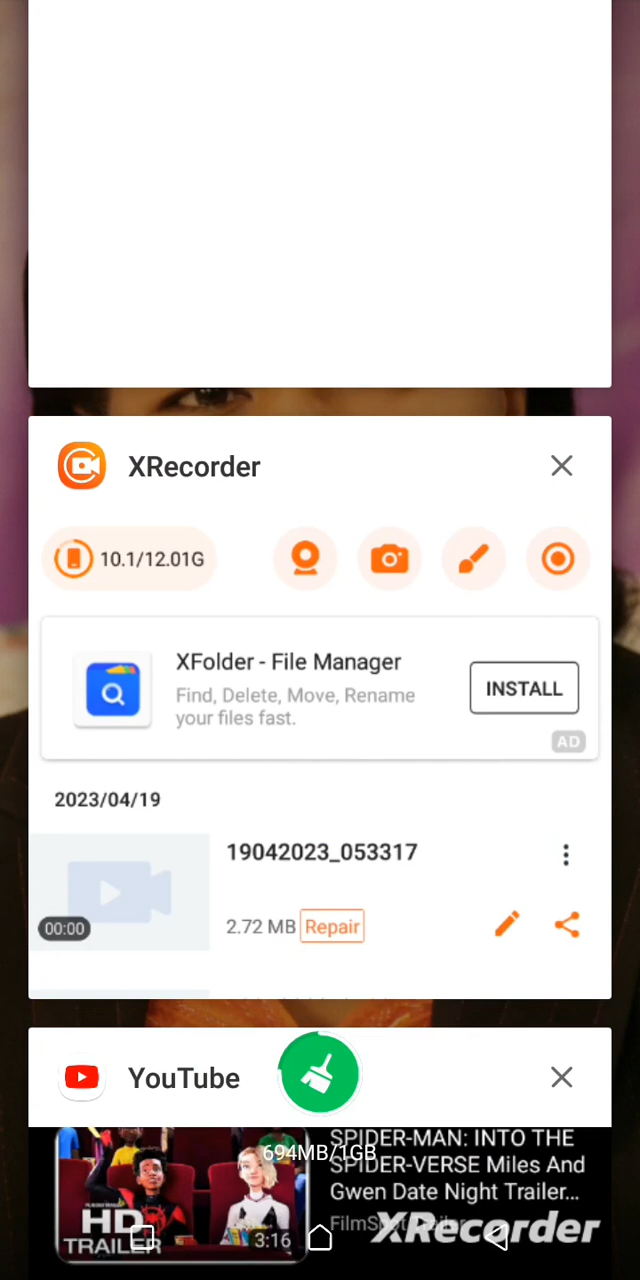 XRecorder
10.1/12.01G
XFolder - File Manager
Find, Delete, Move, Rename
your files fast.
INSTALL
AD
2023/04/19
19042023_053317
00:00
2.72 MB
Repair
YouTube
694MB/1GB
SPIDER-MAN: INTO THE
SPIDER-VERSE Miles And
Gwen Date Night Trailer...
HD
TRAILER
3:16
XRecorder